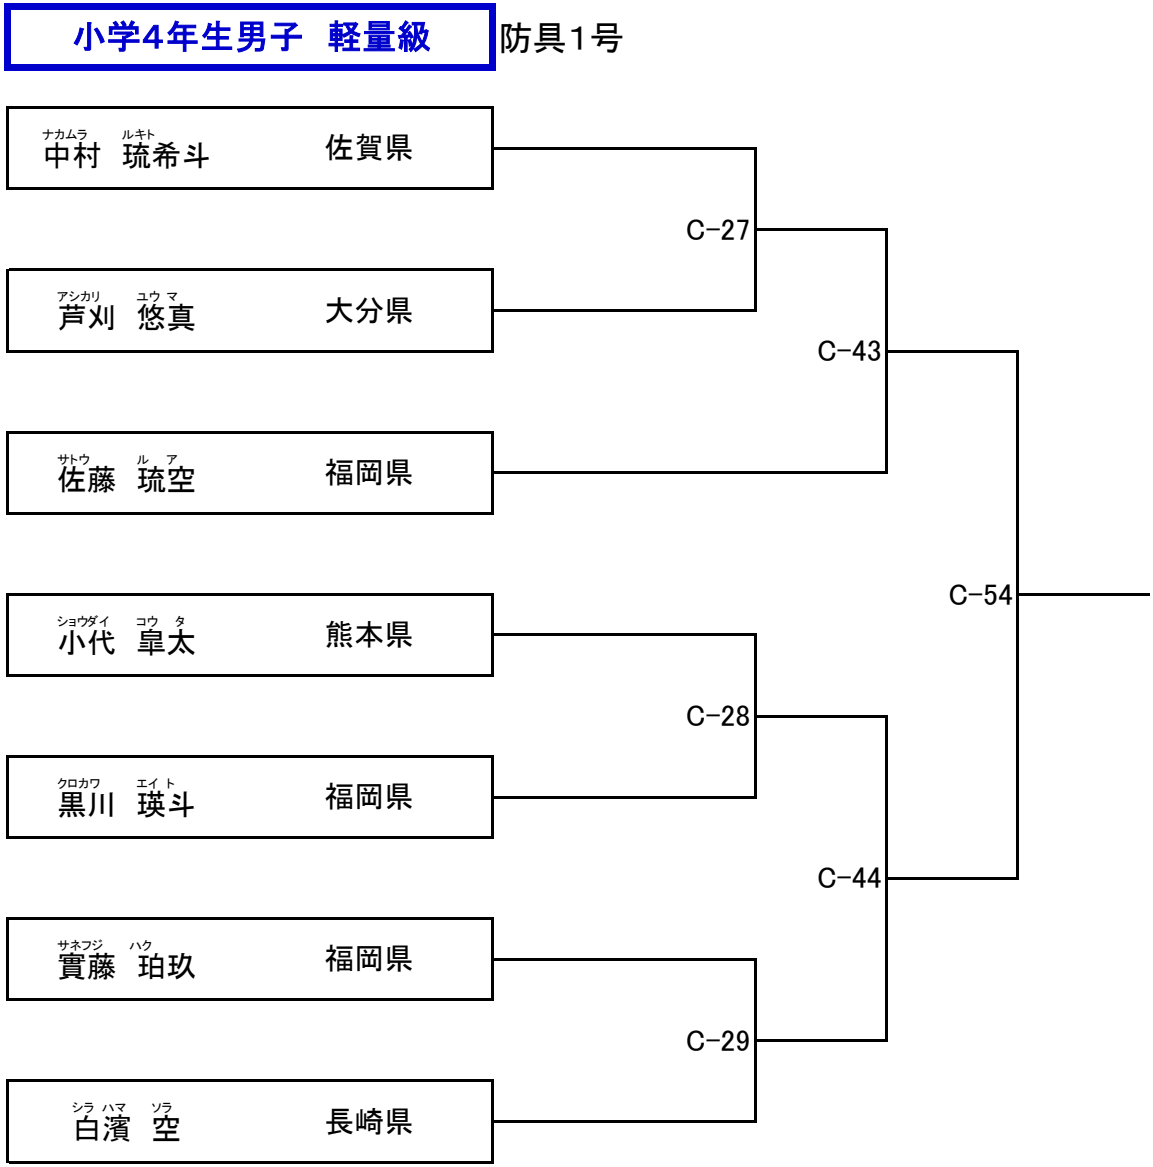 小学４年生男子　軽量級
防具１号
ナカムラ　ルキト
中村　琉希斗　佐賀県
C-27
アシカリ　ユウ マ
芦刈　悠真　大分県
C-43
サトウ　ル　ア
佐藤　琉空　福岡県
C-54
ショウダイ　コウ　タ
小代　皐太　熊本県
C-28
クロカワ　エイ ト
黒川　瑛斗　福岡県
C-44
サネフジ　ハク
實藤　珀玖　福岡県
C-29
シラ ハマ　ソラ
白濱　空　長崎県